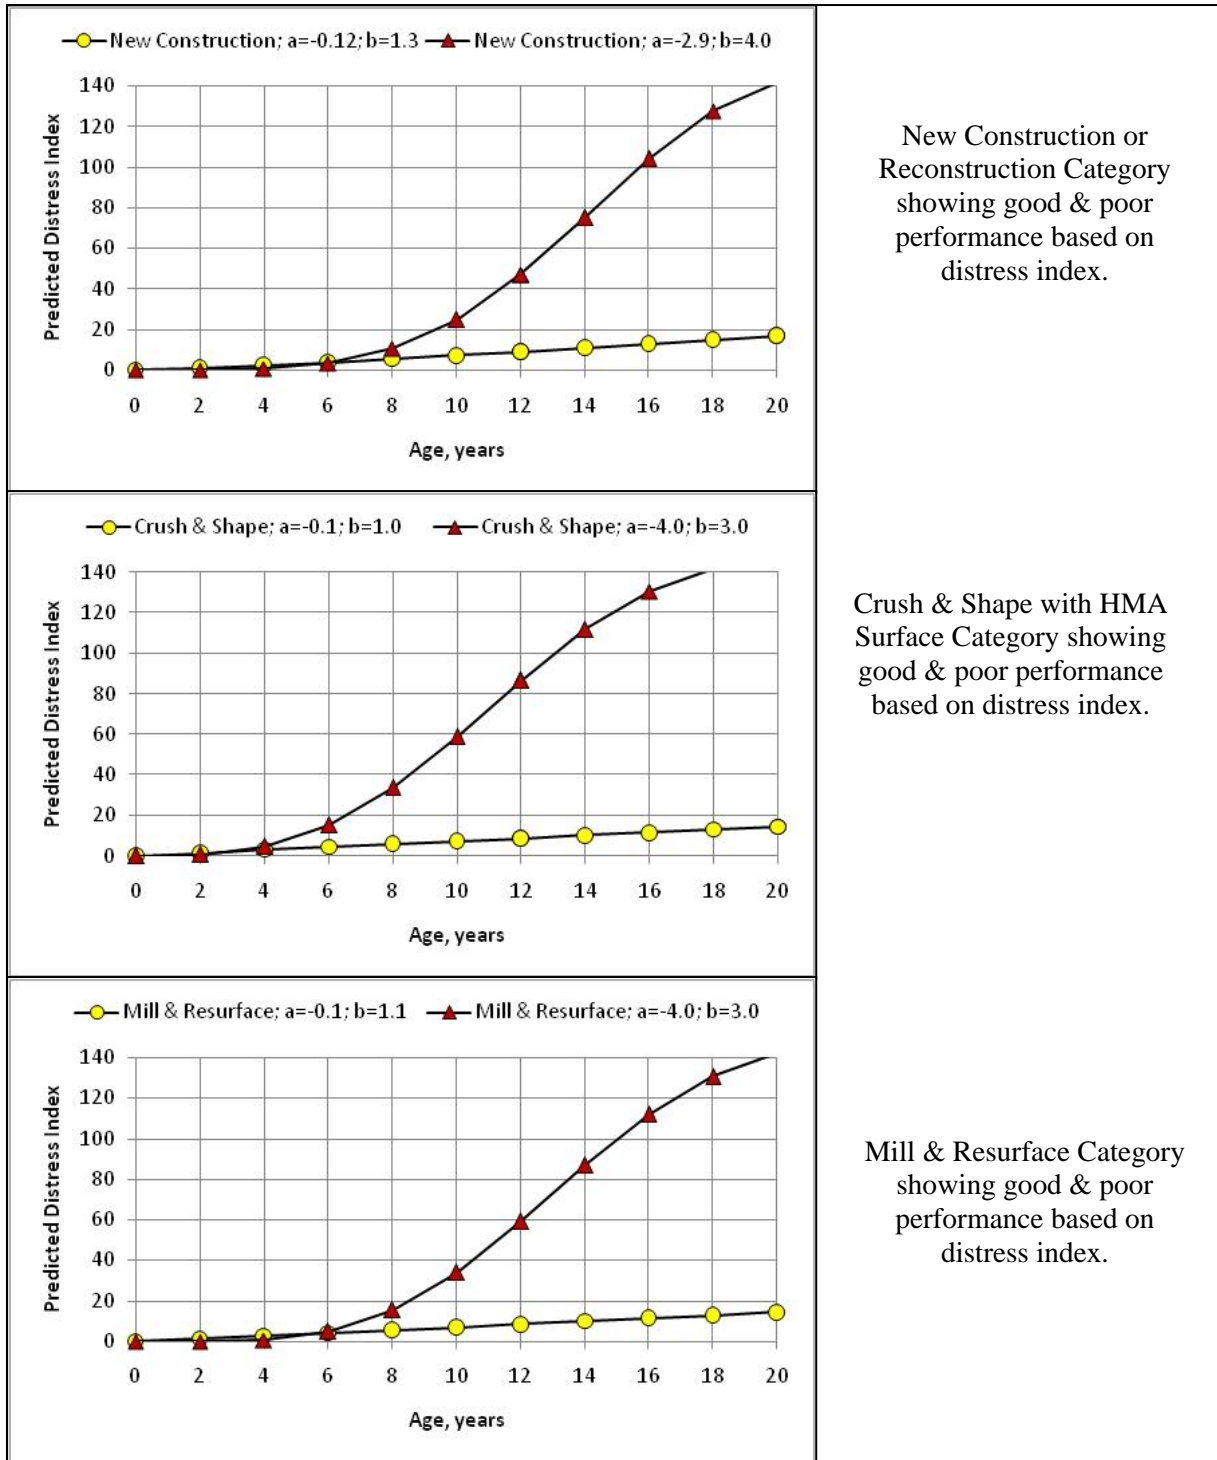 New Construction; a=-0.12; b=1.3 New Construction; a=-2.9; b=4.0
Predicted Distress Index
140
120
100
80
60
40
20
0
0 2 4 6 8 10 12 14 16 18 20
Age, years
New Construction or
Reconstruction Category
showing good & poor
performance based on
distress index.
Crush & Shape; a=-0.1; b=1.0 Crush & Shape; a=-4.0; b=3.0
Predicted Distress Index
140
120
100
80
60
40
20
0
0 2 4 6 8 10 12 14 16 18 20
Age, years
Crush & Shape with HMA
Surface Category showing
good & poor performance
based on distress index.
Mill & Resurface; a=-0.1; b=1.1 Mill & Resurface; a=-4.0; b=3.0
Predicted Distress Index
140
120
100
80
60
40
20
0
0 2 4 6 8 10 12 14 16 18 20
Age, years
Mill & Resurface Category
showing good & poor
performance based on
distress index.